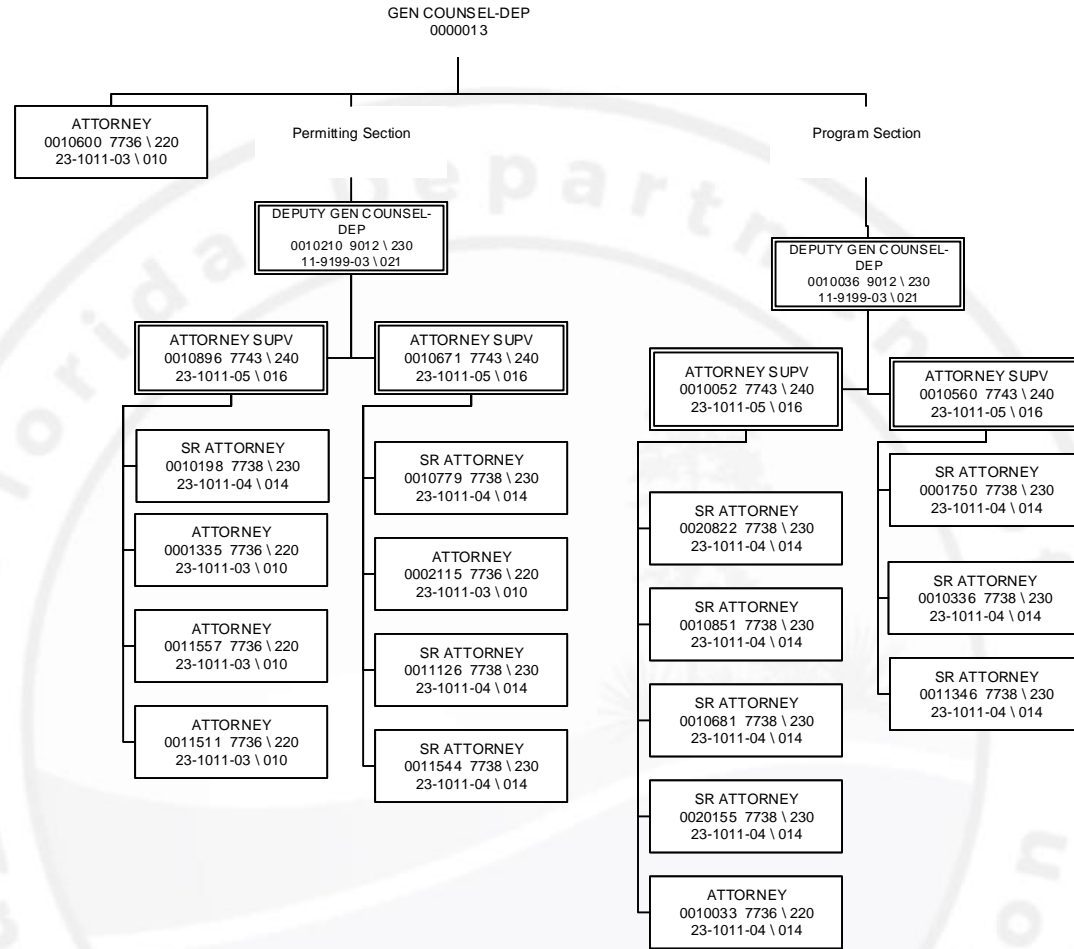 GEN COUNSEL-DEP
0000013
ATTORNEY
0010600 7736 \ 220
23-1011-03 \ 010
Permitting Section
Program Section
DEPUTY GEN COUNSEL-
DEP
0010210 9012 \ 230
11-9199-03 \ 021
DEPUTY GEN COUNSEL-
DEP
0010036 9012 \ 230
11-9199-03 \ 021
ATTORNEY SUPV
0010896 7743 \ 240
23-1011-05 \ 016
ATTORNEY SUPV
0010671 7743 \ 240
23-1011-05 \ 016
ATTORNEY SUPV
0010052 7743 \ 240
23-1011-05 \ 016
ATTORNEY SUPV
0010560 7743 \ 240
23-1011-05 \ 016
SR ATTORNEY
0010198 7738 \ 230
23-1011-04 \ 014
ATTORNEY
0001335 7736 \ 220
23-1011-03 \ 010
ATTORNEY
0011557 7736 \ 220
23-1011-03 \ 010
ATTORNEY
0011511 7736 \ 220
23-1011-03 \ 010
SR ATTORNEY
0010779 7738 \ 230
23-1011-04 \ 014
ATTORNEY
0002115 7736 \ 220
23-1011-03 \ 010
SR ATTORNEY
0011126 7738 \ 230
23-1011-04 \ 014
SR ATTORNEY
0011544 7738 \ 230
23-1011-04 \ 014
SR ATTORNEY
0020822 7738 \ 230
23-1011-04 \ 014
SR ATTORNEY
0010851 7738 \ 230
23-1011-04 \ 014
SR ATTORNEY
0010681 7738 \ 230
23-1011-04 \ 014
SR ATTORNEY
0020155 7738 \ 230
23-1011-04 \ 014
ATTORNEY
0010033 7736 \ 220
23-1011-04 \ 014
SR ATTORNEY
0001750 7738 \ 230
23-1011-04 \ 014
SR ATTORNEY
0010336 7738 \ 230
23-1011-04 \ 014
SR ATTORNEY
0011346 7738 \ 230
23-1011-04 \ 014